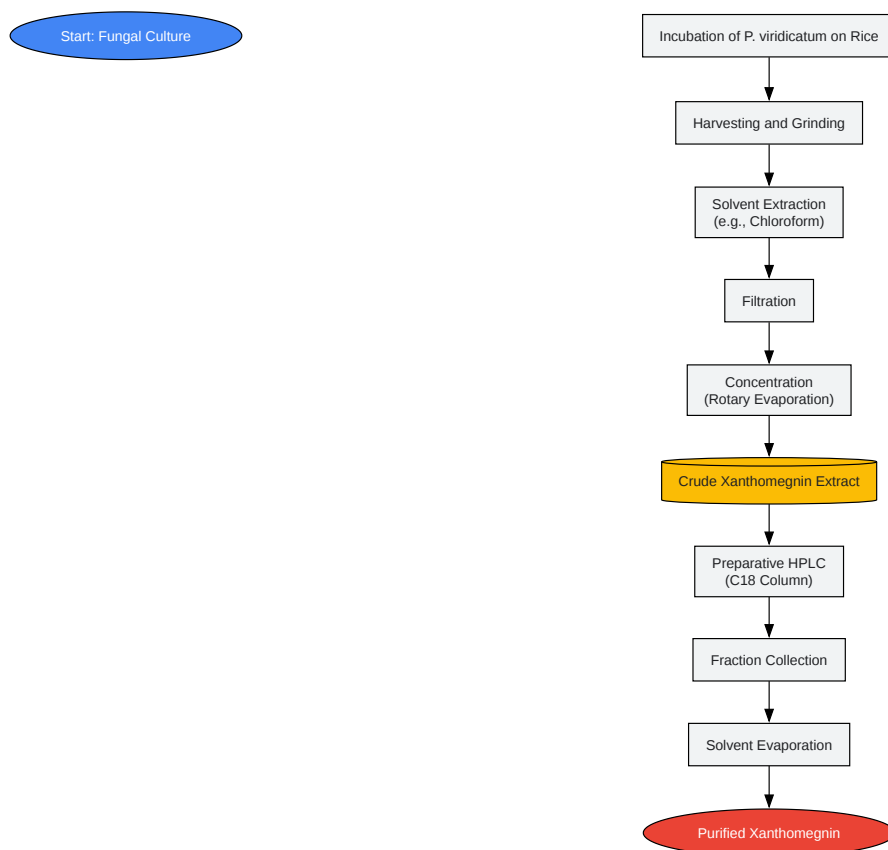 Start: Fungal Culture
Incubation of P. viridicatum on Rice
Harvesting and Grinding
Solvent Extraction
(e.g., Chloroform)
Filtration
Concentration
(Rotary Evaporation)
Crude Xanthomegnin Extract
Preparative HPLC
(C18 Column)
Fraction Collection
Solvent Evaporation
Purified Xanthomegnin